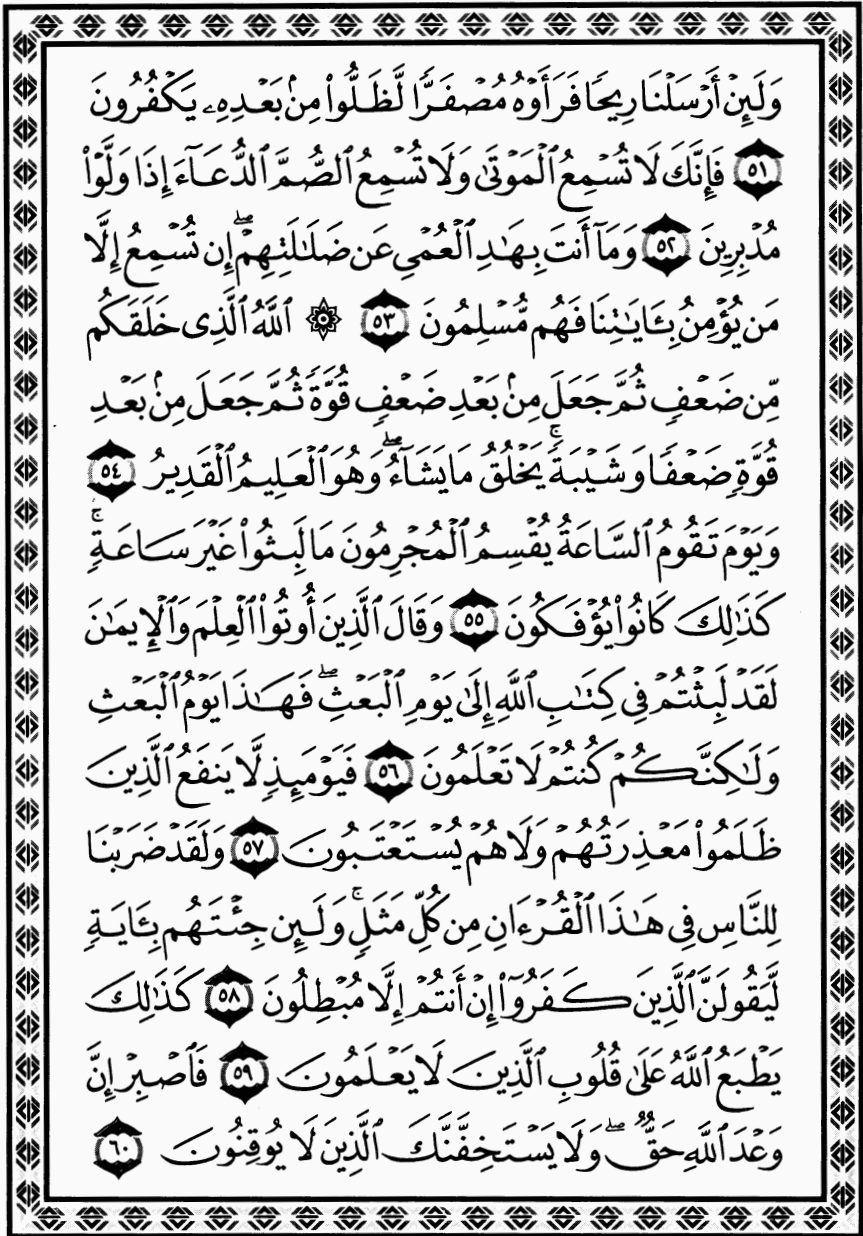 وَلَئِنْ أَرْسَلْنَا رِيحًا فَرَأَوْهُ مُصْفَرًّا لَّظَلُّوا۟ مِنۢ بَعْدِهِۦ يَكْفُرُونَ
٥١ فَإِنَّكَ لَا تُسْمِعُ ٱلْمَوْتَىٰ وَلَا تُسْمِعُ ٱلصُّمَّ ٱلدُّعَآءَ إِذَا وَلَّوْا۟
مُدْبِرِينَ ٥٢ وَمَآ أَنتَ بِهَـٰدِ ٱلْعُمْىِ عَن ضَلَـٰلَتِهِمْ ۖ إِن تُسْمِعُ إِلَّا
مَن يُؤْمِنُ بِـَٔايَـٰتِنَا فَهُم مُّسْلِمُونَ ٥٣ ۞ ٱللَّهُ ٱلَّذِى خَلَقَكُم
مِّن ضَعْفٍ ثُمَّ جَعَلَ مِنۢ بَعْدِ ضَعْفٍ قُوَّةً ثُمَّ جَعَلَ مِنۢ بَعْدِ
قُوَّةٍ ضَعْفًا وَشَيْبَةً ۚ يَخْلُقُ مَا يَشَآءُ ۖ وَهُوَ ٱلْعَلِيمُ ٱلْقَدِيرُ ٥٤
وَيَوْمَ تَقُومُ ٱلسَّاعَةُ يُقْسِمُ ٱلْمُجْرِمُونَ مَا لَبِثُوا۟ غَيْرَ سَاعَةٍ ۚ
كَذَٰلِكَ كَانُوا۟ يُؤْفَكُونَ ٥٥ وَقَالَ ٱلَّذِينَ أُوتُوا۟ ٱلْعِلْمَ وَٱلْإِيمَـٰنَ
لَقَدْ لَبِثْتُمْ فِى كِتَـٰبِ ٱللَّهِ إِلَىٰ يَوْمِ ٱلْبَعْثِ ۖ فَهَـٰذَا يَوْمُ ٱلْبَعْثِ
وَلَـٰكِنَّكُمْ كُنتُمْ لَا تَعْلَمُونَ ٥٦ فَيَوْمَئِذٍ لَّا يَنفَعُ ٱلَّذِينَ
ظَلَمُوا۟ مَعْذِرَتُهُمْ وَلَا هُمْ يُسْتَعْتَبُونَ ٥٧ وَلَقَدْ ضَرَبْنَا
لِلنَّاسِ فِى هَـٰذَا ٱلْقُرْءَانِ مِن كُلِّ مَثَلٍ ۚ وَلَئِن جِئْتَهُم بِـَٔايَةٍ
لَّيَقُولَنَّ ٱلَّذِينَ كَفَرُوٓا۟ إِنْ أَنتُمْ إِلَّا مُبْطِلُونَ ٥٨ كَذَٰلِكَ
يَطْبَعُ ٱللَّهُ عَلَىٰ قُلُوبِ ٱلَّذِينَ لَا يَعْلَمُونَ ٥٩ فَٱصْبِرْ إِنَّ
وَعْدَ ٱللَّهِ حَقٌّ ۖ وَلَا يَسْتَخِفَّنَّكَ ٱلَّذِينَ لَا يُوقِنُونَ ٦٠